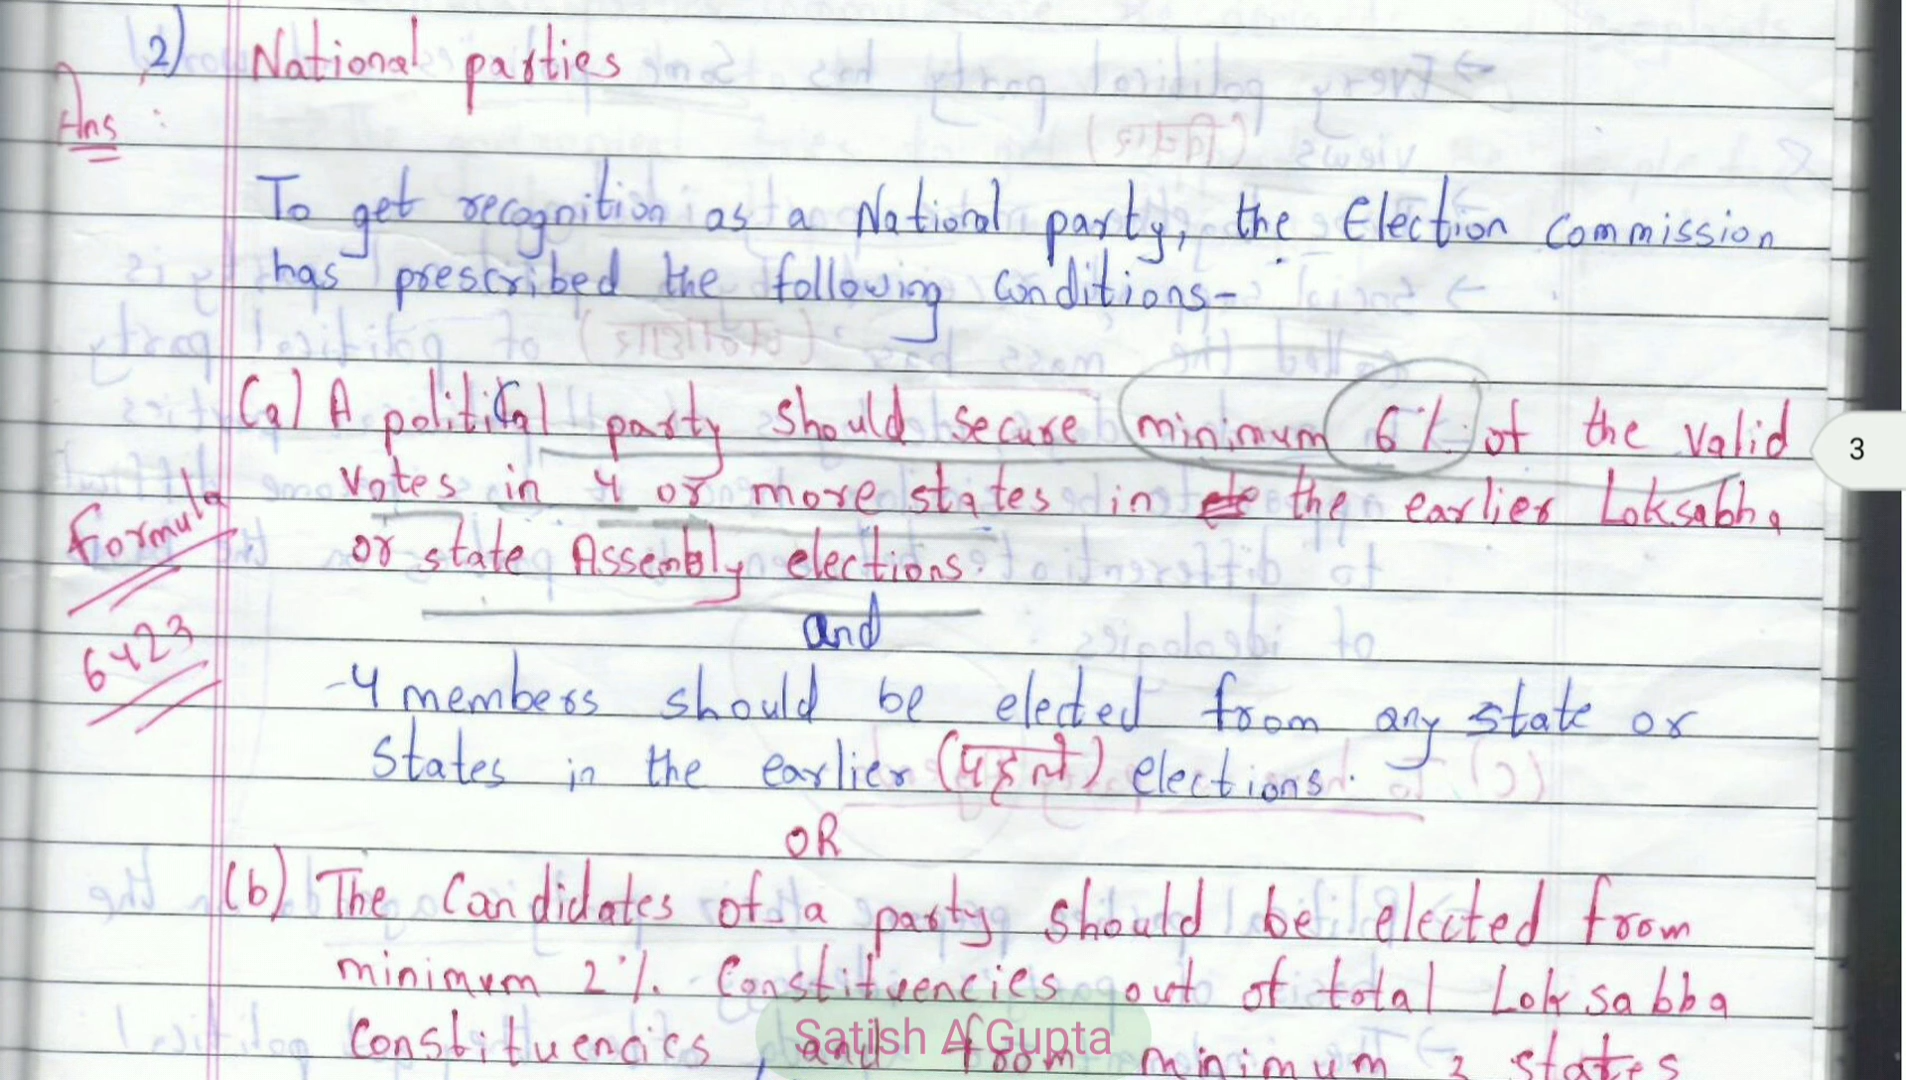 2) National parties
Ans :
To get recognition as a National party, the Election Commission
has prescribed the following conditions-
(a) A political party should secure minimum 6% of the valid
votes in 4 or more states in the earlier Loksabha
or state Assembly elections.
Formula
6423
and
-4 members should be elected from any state or
states in the earlier (पहले) elections.
OR
(b) The Candidates of a party should be elected from
minimum 2%. Constituencies out of total Lok sabha
Constituencies, and from minimum 3 states
Satish A Gupta
3